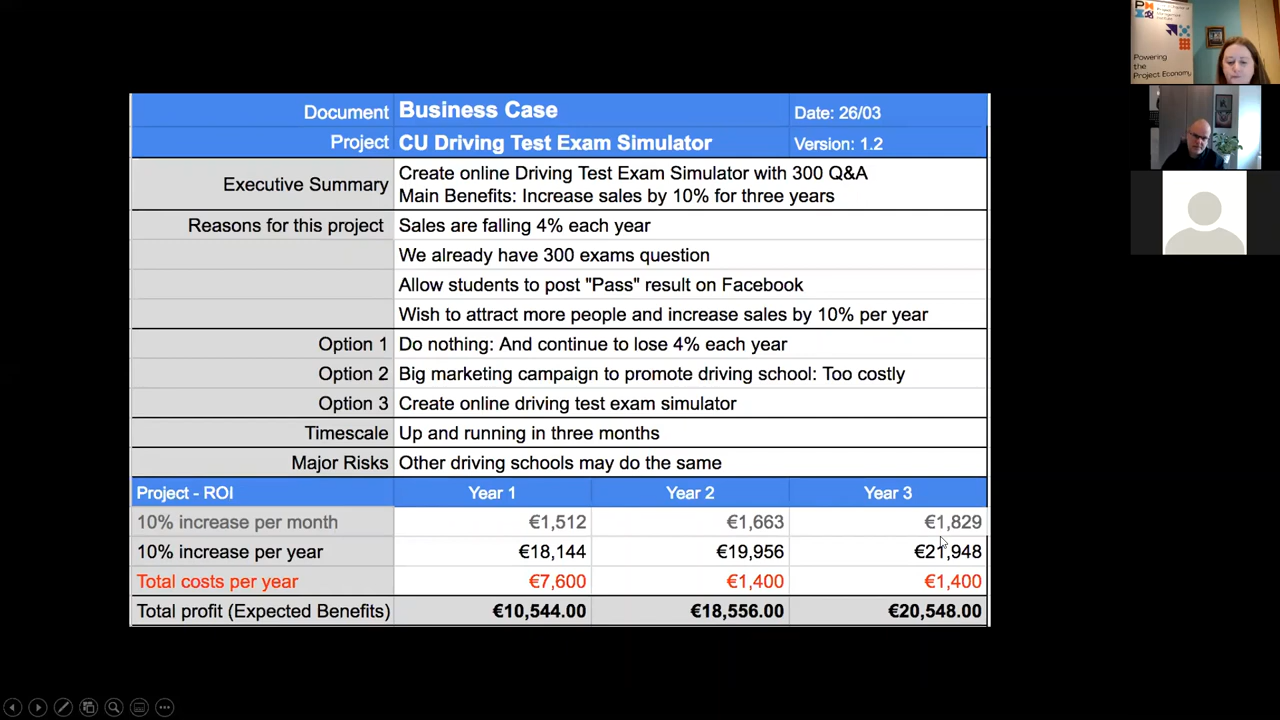 Document Business Case Date: 26/03
Project CU Driving Test Exam Simulator Version: 1.2
Executive Summary Create online Driving Test Exam Simulator with 300 Q&A
Main Benefits: Increase sales by 10% for three years
Reasons for this project Sales are falling 4% each year
We already have 300 exams question
Allow students to post "Pass" result on Facebook
Wish to attract more people and increase sales by 10% per year
Option 1 Do nothing: And continue to lose 4% each year
Option 2 Big marketing campaign to promote driving school: Too costly
Option 3 Create online driving test exam simulator
Timescale Up and running in three months
Major Risks Other driving schools may do the same
Project - ROI Year 1 Year 2 Year 3
10% increase per month €1,512 €1,663 €1,829
10% increase per year €18,144 €19,956 €21,948
Total costs per year €7,600 €1,400 €1,400
Total profit (Expected Benefits) €10,544.00 €18,556.00 €20,548.00
Project
Management
Institute
Powering
the
Project Economy